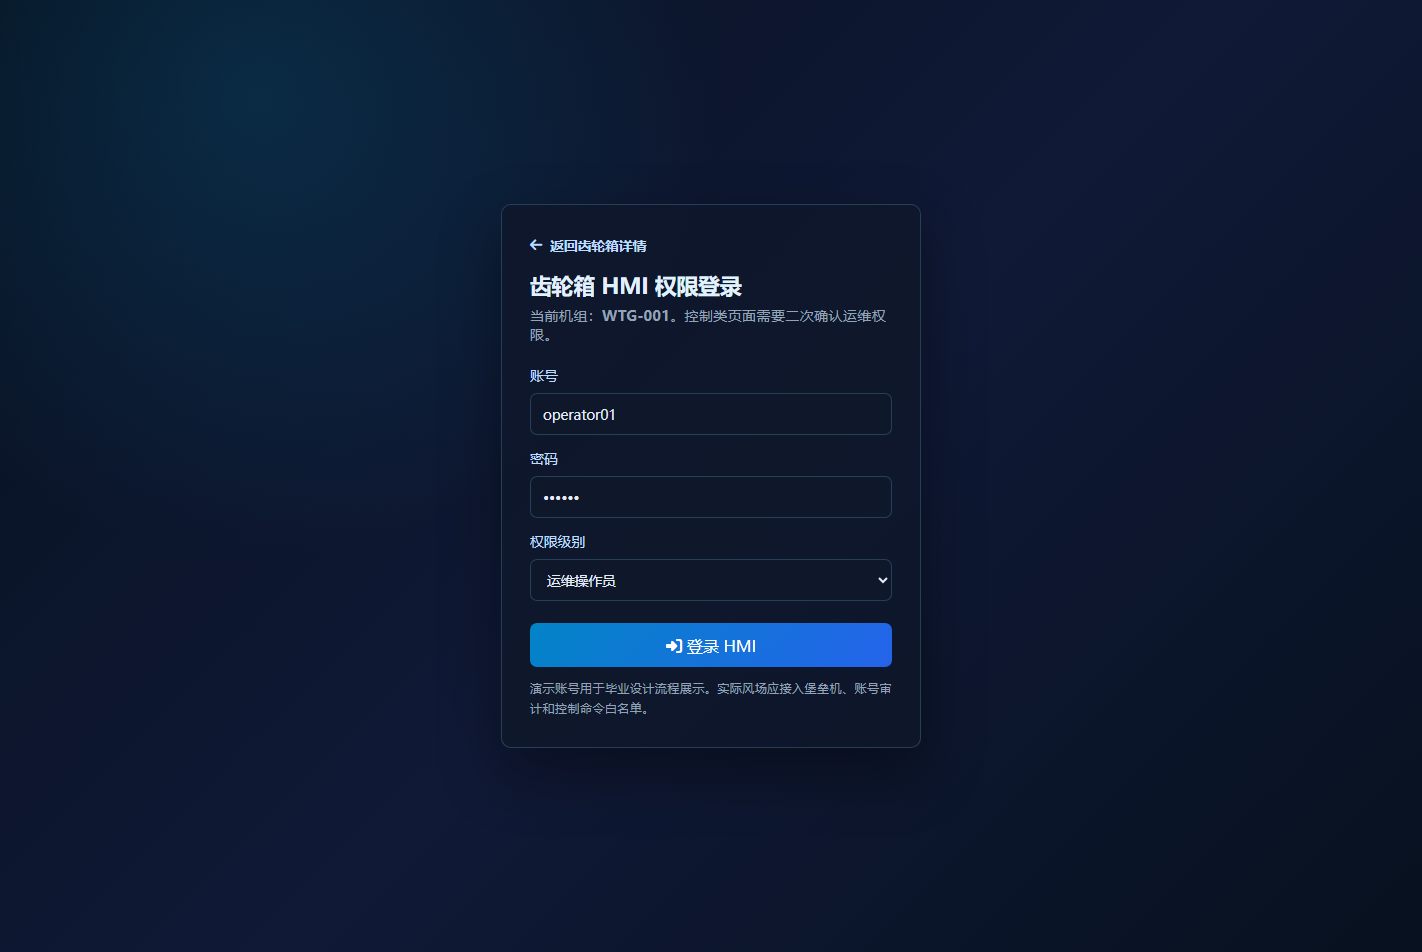 返回齿轮箱详情
齿轮箱 HMI 权限登录
当前机组：WTG-001。控制类页面需要二次确认运维权
限。
账号
operator01
密码
••••••
权限级别
运维操作员
登录 HMI
演示账号用于毕业设计流程展示。实际风场应接入堡垒机、账号审
计和控制命令白名单。